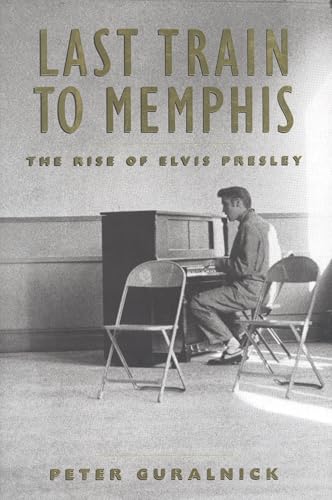 LAST TRAIN
TO MEMPHIS
THE RISE OF ELVIS PRESLEY
PETER GURALNICK